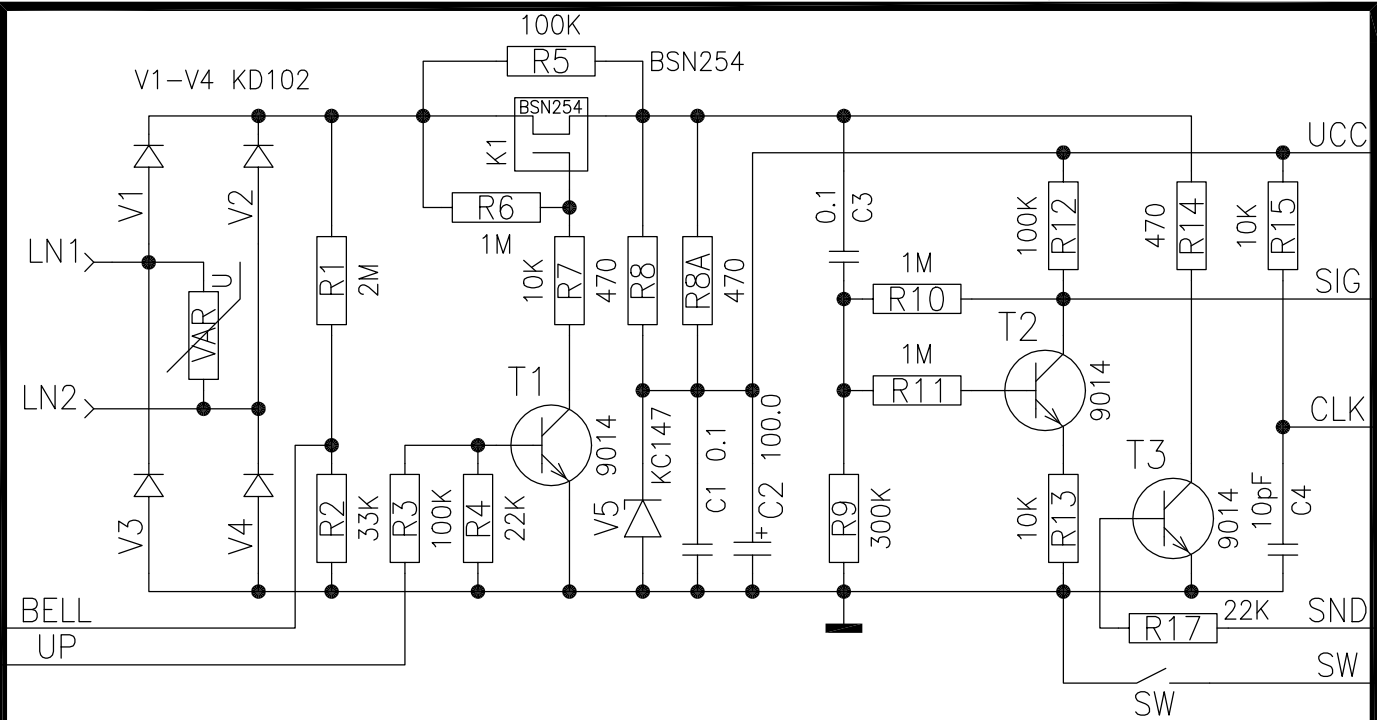 100K
R5
BSN254
V1-V4 KD102
BSN254
K1
UCC
V1
V2
R6
1M
0.1
C3
100K
R12
470
R14
10K
R15
LN1
U
VAR
R1
2M
10K
R7
470
R8
R8A
470
1M
R10
SIG
T2
1M
R11
9014
LN2
T1
9014
KC147
0.1
C1
100.0
C2
+
CLK
T3
V3
V4
R2
33K
R3
100K
R4
22K
V5
R9
300K
10K
R13
9014
10pF
C4
BELL
UP
R17
22K
SND
SW
SW